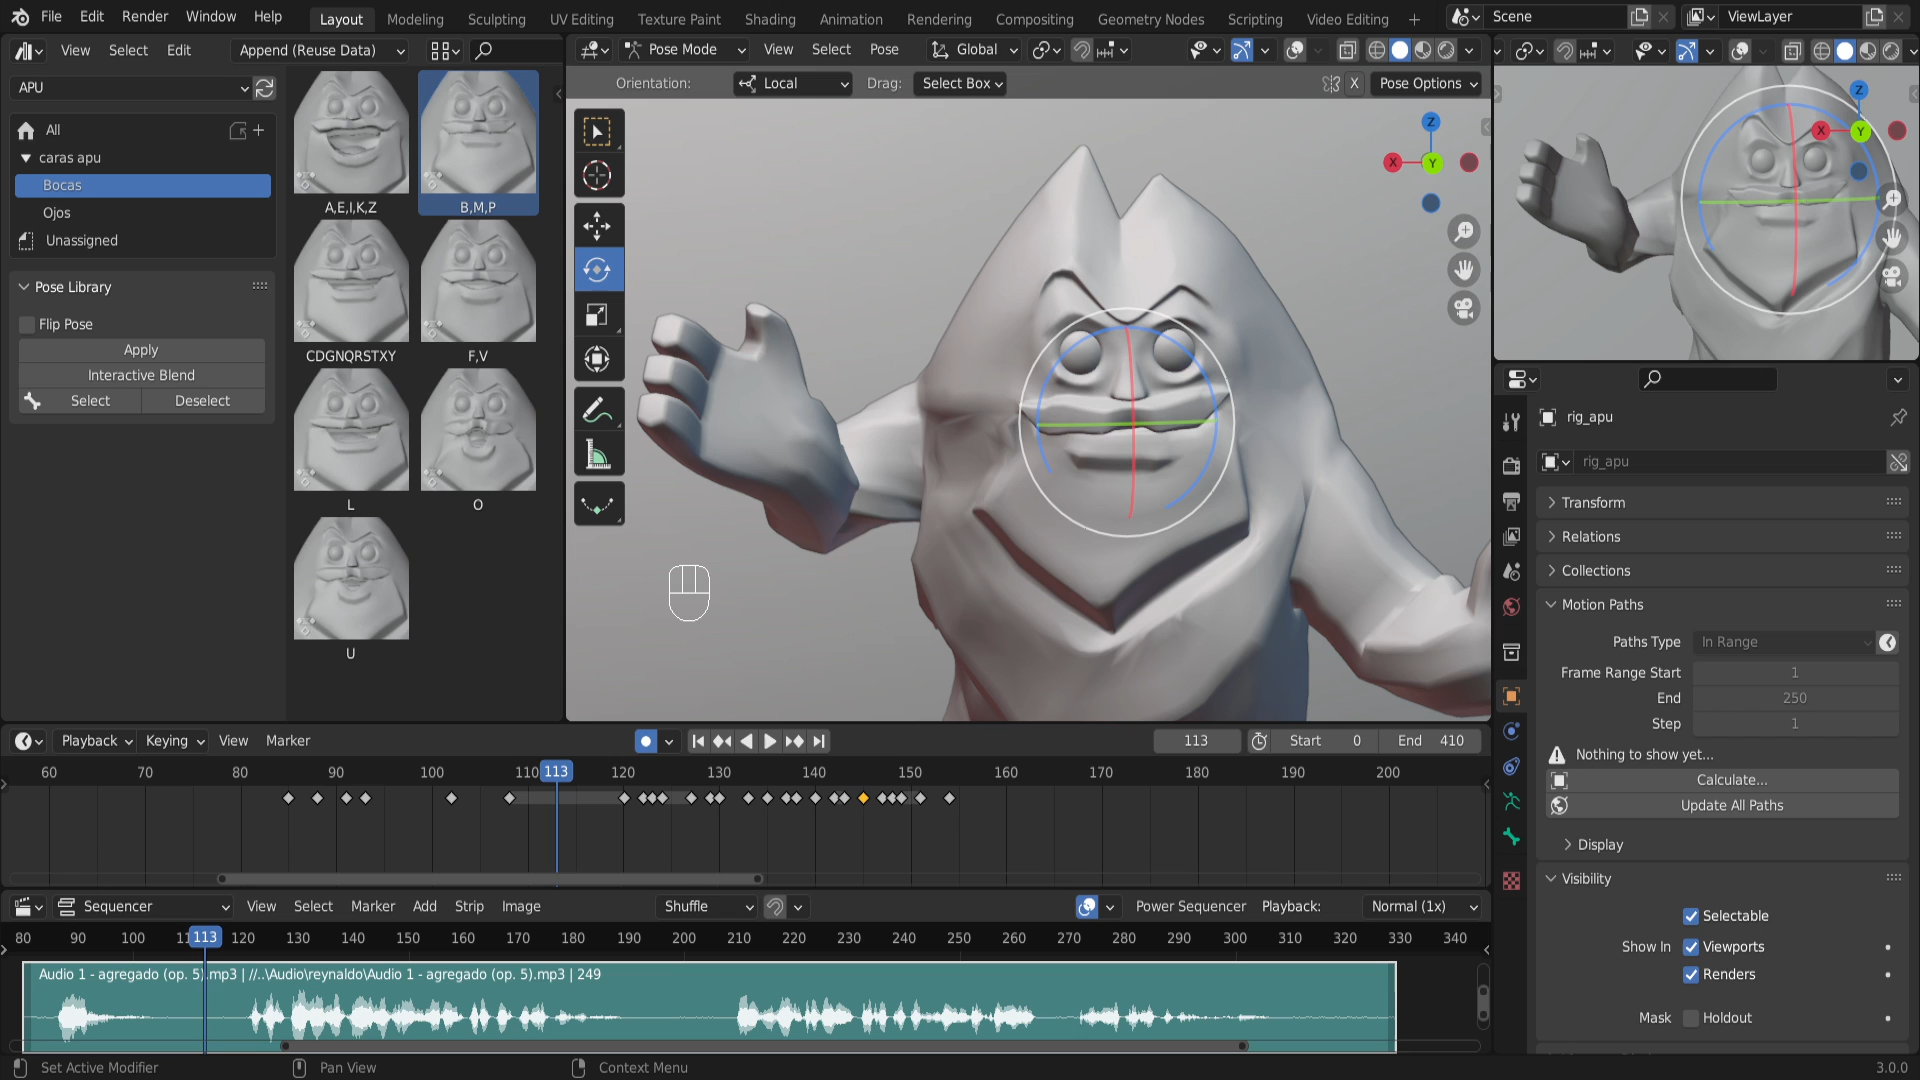 File Edit Render Window Help Layout Modeling Sculpting UV Editing Texture Paint Shading Animation Rendering Compositing Geometry Nodes Scripting Video Editing + Scene ViewLayer
View Select Edit Append (Reuse Data)
Pose Mode View Select Pose Global
APU
Orientation: Local Drag: Select Box X Pose Options
All
caras apu
Bocas
Ojos
Unassigned
A,E,I,K,Z B,M,P
Pose Library
Flip Pose
Apply
Interactive Blend
Select Deselect
CDGNQRSTXY F,V
L O
U
Z
X Y
Z
X Y
rig_apu
rig_apu
Transform
Relations
Collections
Motion Paths
Paths Type In Range
Frame Range Start 1
End 250
Step 1
Nothing to show yet...
Calculate...
Update All Paths
Display
Visibility
Selectable
Show In Viewports
Renders
Mask Holdout
Playback Keying View Marker 113 Start 0 End 410
60 70 80 90 100 110 113 120 130 140 150 160 170 180 190 200
Sequencer View Select Marker Add Strip Image Shuffle Power Sequencer Playback: Normal (1x)
80 90 100 113 120 130 140 150 160 170 180 190 200 210 220 230 240 250 260 270 280 290 300 310 320 330 340
Audio 1 - agregado (op. 5).mp3 | //..\Audio\reynaldo\Audio 1 - agregado (op. 5).mp3 | 249
Set Active Modifier Pan View Context Menu 3.0.0